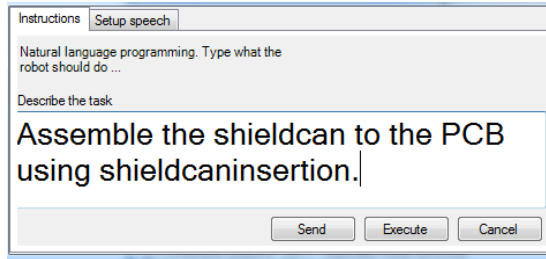 Instructions Setup speech
Natural language programming. Type what the
robot should do ...
Describe the task
Assemble the shieldcan to the PCB
using shieldcaninsertion.
Send Execute Cancel